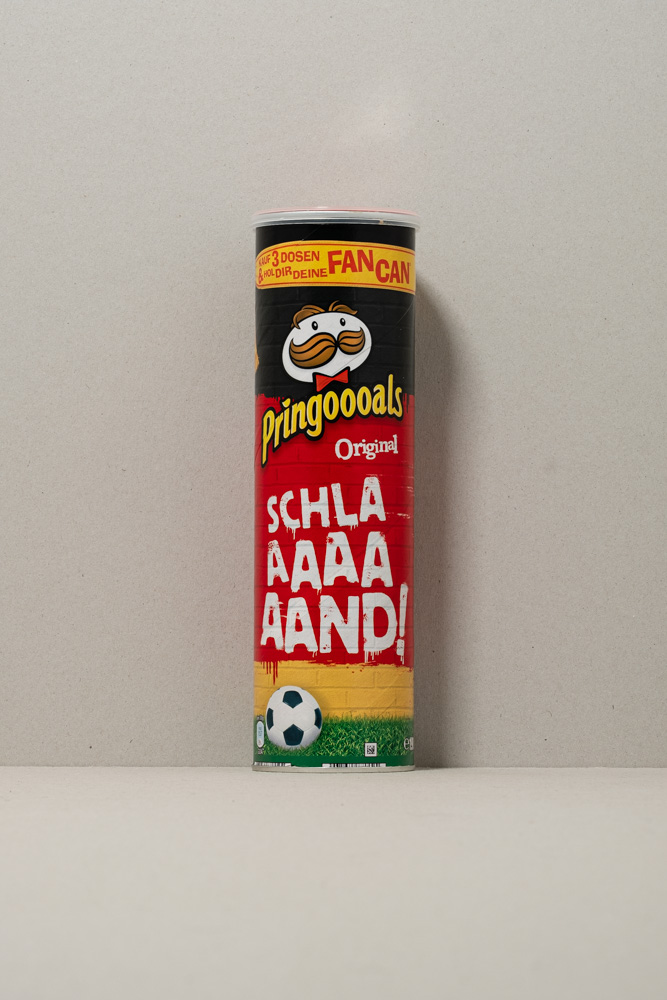 KAUF 3 DOSEN
& HOL DIR DEINE FAN CAN
Pringoooals
Original
SCHLA
AAAA
AAND!